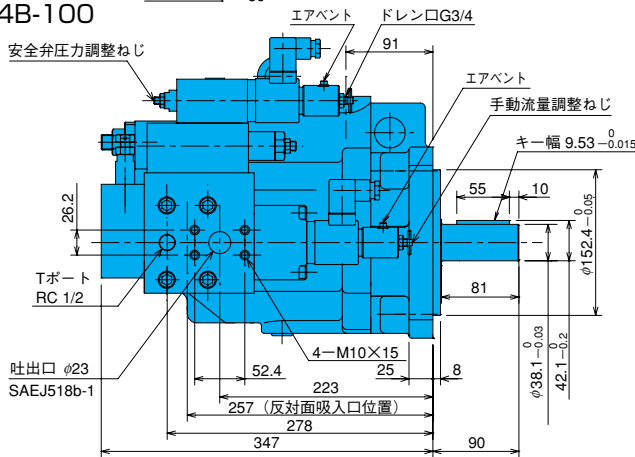 4B-100
エアベント
ドレン口G3/4
安全弁圧力調整ねじ
91
エアベント
手動流量調整ねじ
キー幅 9.53 0 -0.015
55
10
26.2
φ152.4 0 -0.05
Tポート
RC 1/2
81
4-M10×15
吐出口 φ23
SAEJ518b-1
52.4
25
8
φ38.1 0 -0.03
42.1 0 -0.2
223
257(反対面吸入口位置)
278
347
90